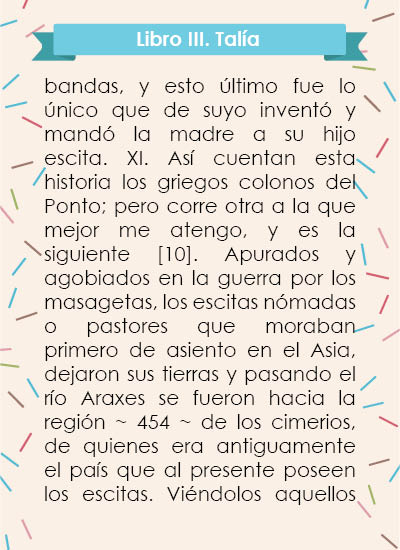 Libro III. Talía
bandas, y esto último fue lo
único que de suyo inventó y
mandó la madre a su hijo
escita. XI. Así cuentan esta
historia los griegos colonos del
Ponto; pero corre otra a la que
mejor me atengo, y es la
siguiente [10]. Apurados y
agobiados en la guerra por los
masagetas, los escitas nómadas
o pastores que moraban
primero de asiento en el Asia,
dejaron sus tierras y pasando el
río Araxes se fueron hacia la
región ~ 454 ~ de los cimerios,
de quienes era antiguamente
el país que al presente poseen
los escitas. Viéndolos aquellos